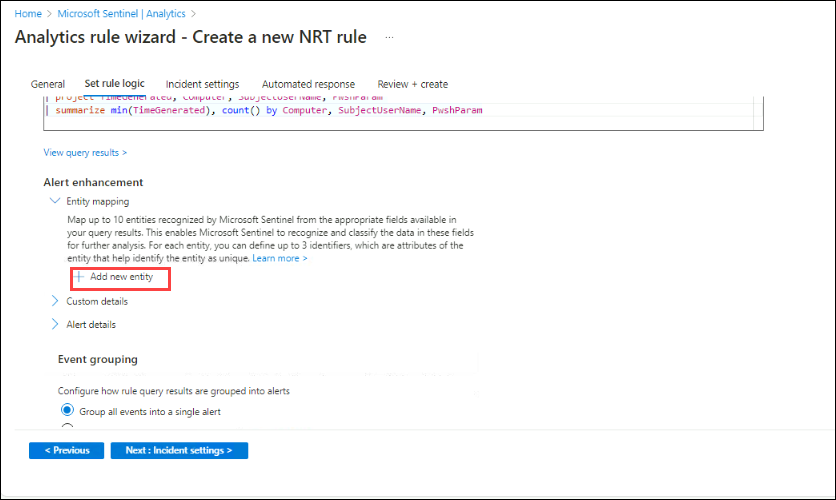 Home > Microsoft Sentinel | Analytics >
Analytics rule wizard - Create a new NRT rule ...
General Set rule logic Incident settings Automated response Review + create
| project TimeGenerated, Computer, SubjectUserName, PwshParam
| summarize min(TimeGenerated), count() by Computer, SubjectUserName, PwshParam
View query results >
Alert enhancement
Entity mapping
Map up to 10 entities recognized by Microsoft Sentinel from the appropriate fields available in
your query results. This enables Microsoft Sentinel to recognize and classify the data in these fields
for further analysis. For each entity, you can define up to 3 identifiers, which are attributes of the
entity that help identify the entity as unique. Learn more >
+ Add new entity
Custom details
Alert details
Event grouping
Configure how rule query results are grouped into alerts
Group all events into a single alert
< Previous Next : Incident settings >